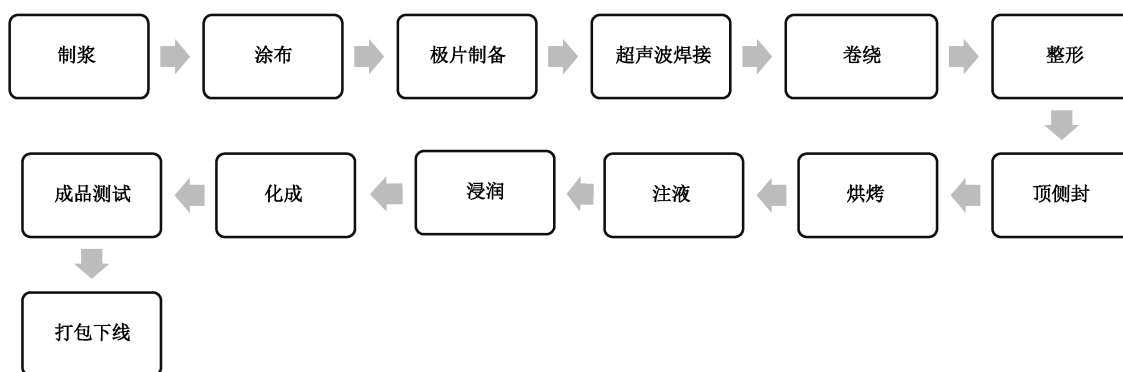 制浆
涂布
极片制备
超声波焊接
卷绕
整形
顶侧封
烘烤
注液
浸润
化成
成品测试
打包下线